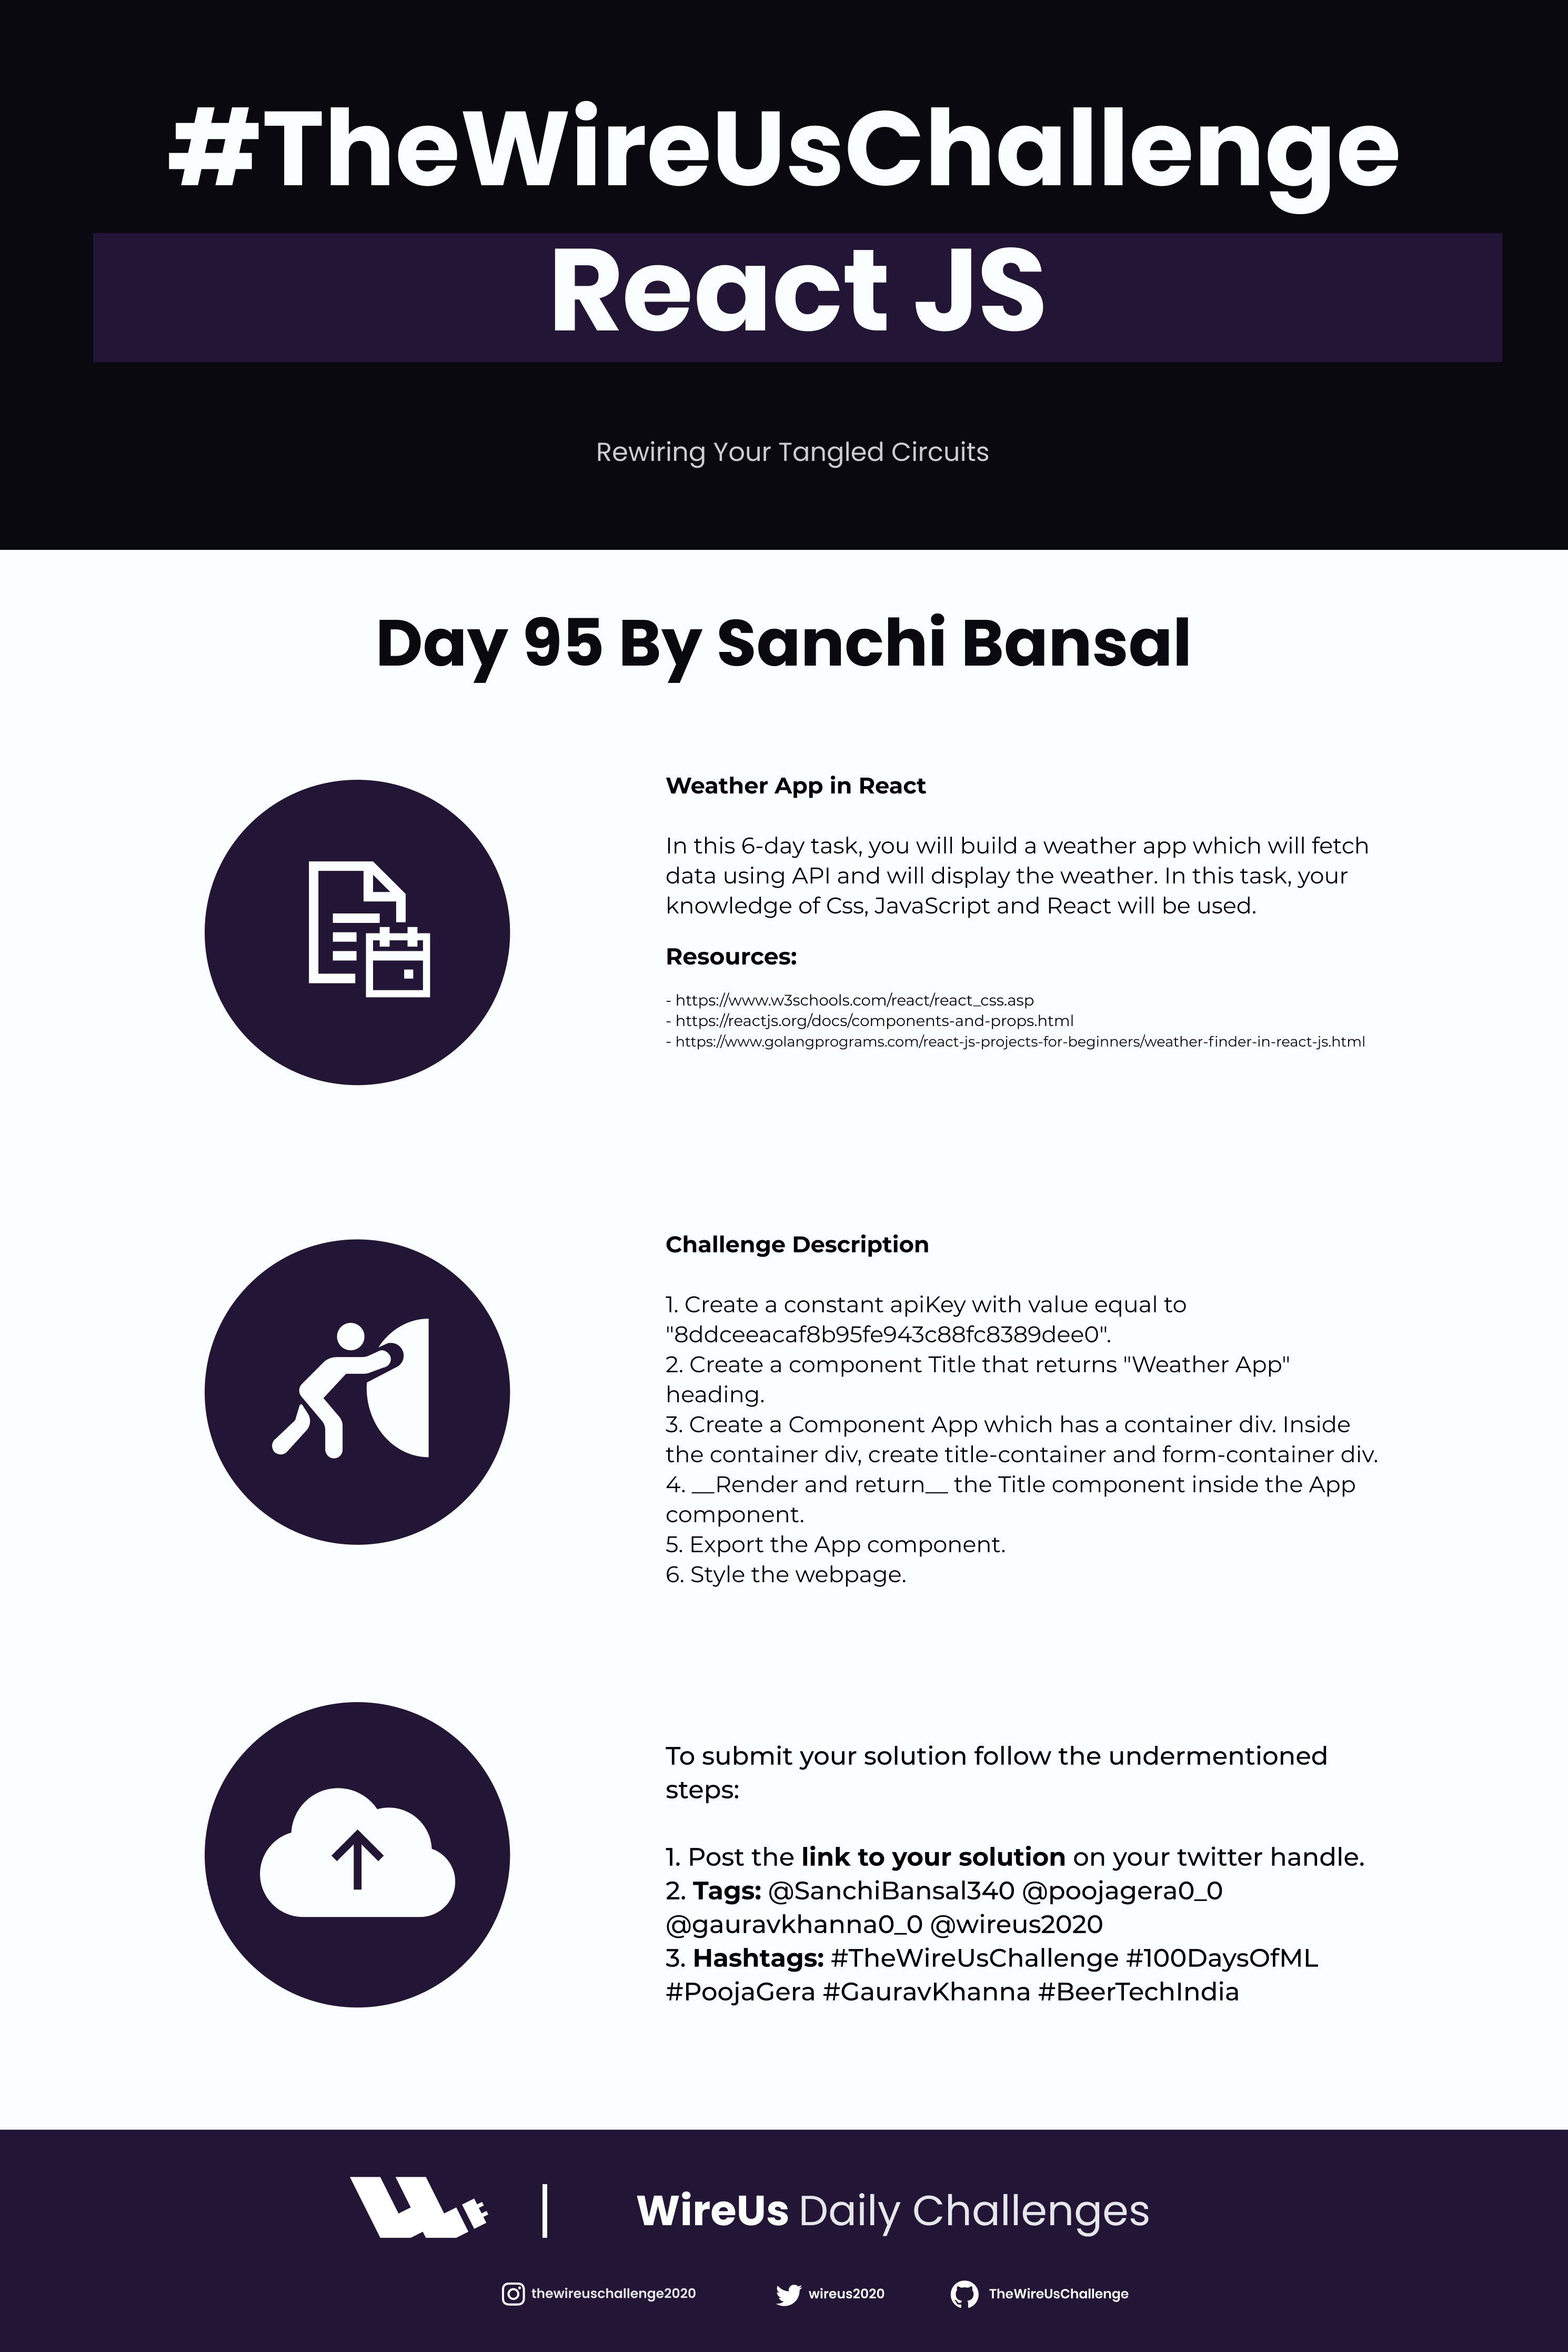 #TheWireUsChallenge
React JS
Rewiring Your Tangled Circuits
Day 95 By Sanchi Bansal
Weather App in React
In this 6-day task, you will build a weather app which will fetch
data using API and will display the weather. In this task, your
knowledge of Css, JavaScript and React will be used.
Resources:
- https://www.w3schools.com/react/react_css.asp
- https://reactjs.org/docs/components-and-props.html
- https://www.golangprograms.com/react-js-projects-for-beginners/weather-finder-in-react-js.html
Challenge Description
1. Create a constant apiKey with value equal to
"8ddceeacaf8b95fe943c88fc8389dee0".
2. Create a component Title that returns "Weather App"
heading.
3. Create a Component App which has a container div. Inside
the container div, create title-container and form-container div.
4. __Render and return__ the Title component inside the App
component.
5. Export the App component.
6. Style the webpage.
To submit your solution follow the undermentioned
steps:
1. Post the link to your solution on your twitter handle.
2. Tags: @SanchiBansal340 @poojagera0_0
@gauravkhanna0_0 @wireus2020
3. Hashtags: #TheWireUsChallenge #100DaysOfML
#PoojaGera #GauravKhanna #BeerTechIndia
WireUs Daily Challenges
thewireuschallenge2020 wireus2020 TheWireUsChallenge